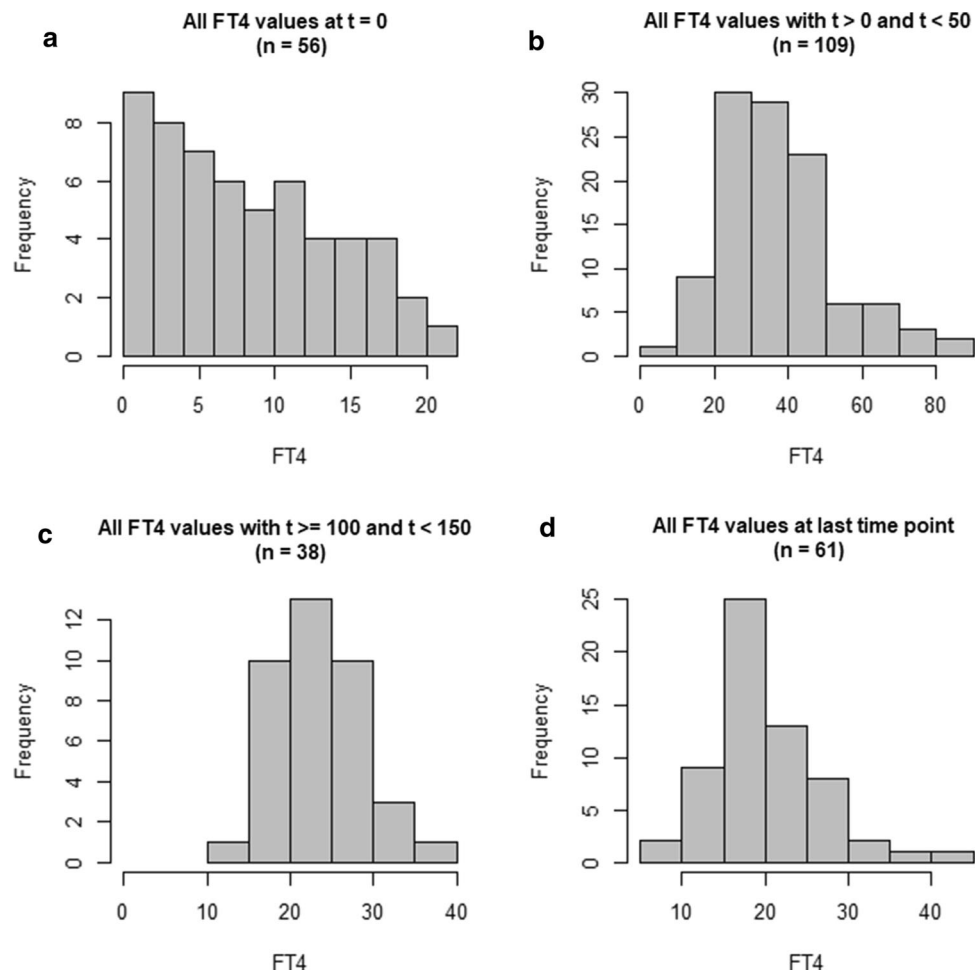 a
All FT4 values at t = 0
(n = 56)
Frequency
0
2
4
6
8
0 5 10 15 20
FT4
b
All FT4 values with t > 0 and t < 50
(n = 109)
Frequency
0
5
10
15
20
25
30
0 20 40 60 80
FT4
c
All FT4 values with t >= 100 and t < 150
(n = 38)
Frequency
0
2
4
6
8
10
12
0 10 20 30 40
FT4
d
All FT4 values at last time point
(n = 61)
Frequency
0
5
10
15
20
25
10 20 30 40
FT4